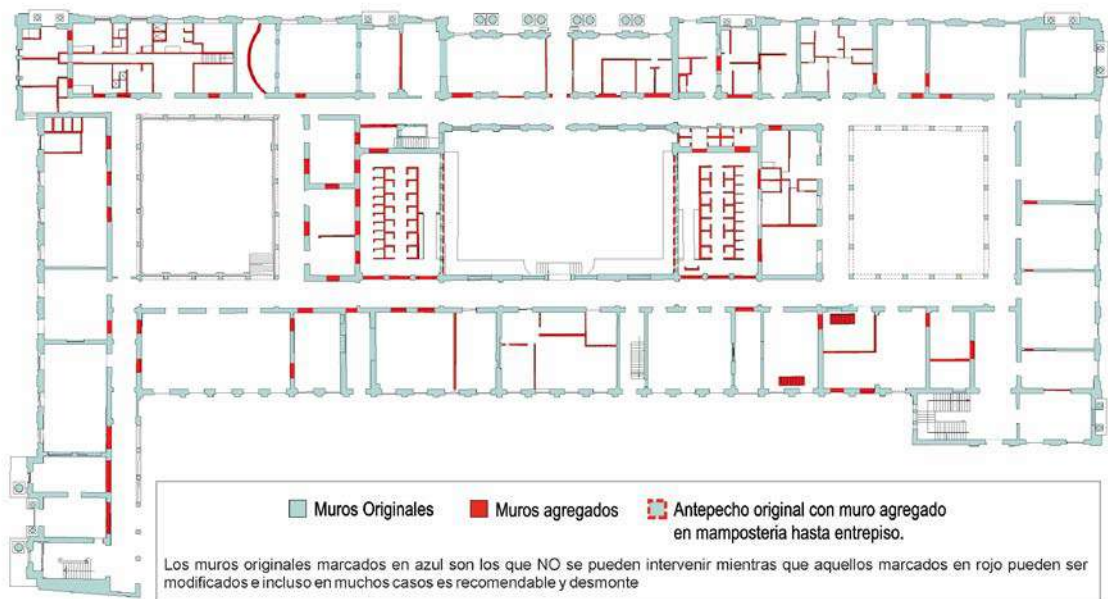 Muros Originales
Muros agregados
Antepecho original con muro agregado
en mampostería hasta entrepiso.
Los muros originales marcados en azul son los que NO se pueden intervenir mientras que aquellos marcados en rojo pueden ser
modificados e incluso en muchos casos es recomendable y desmonte